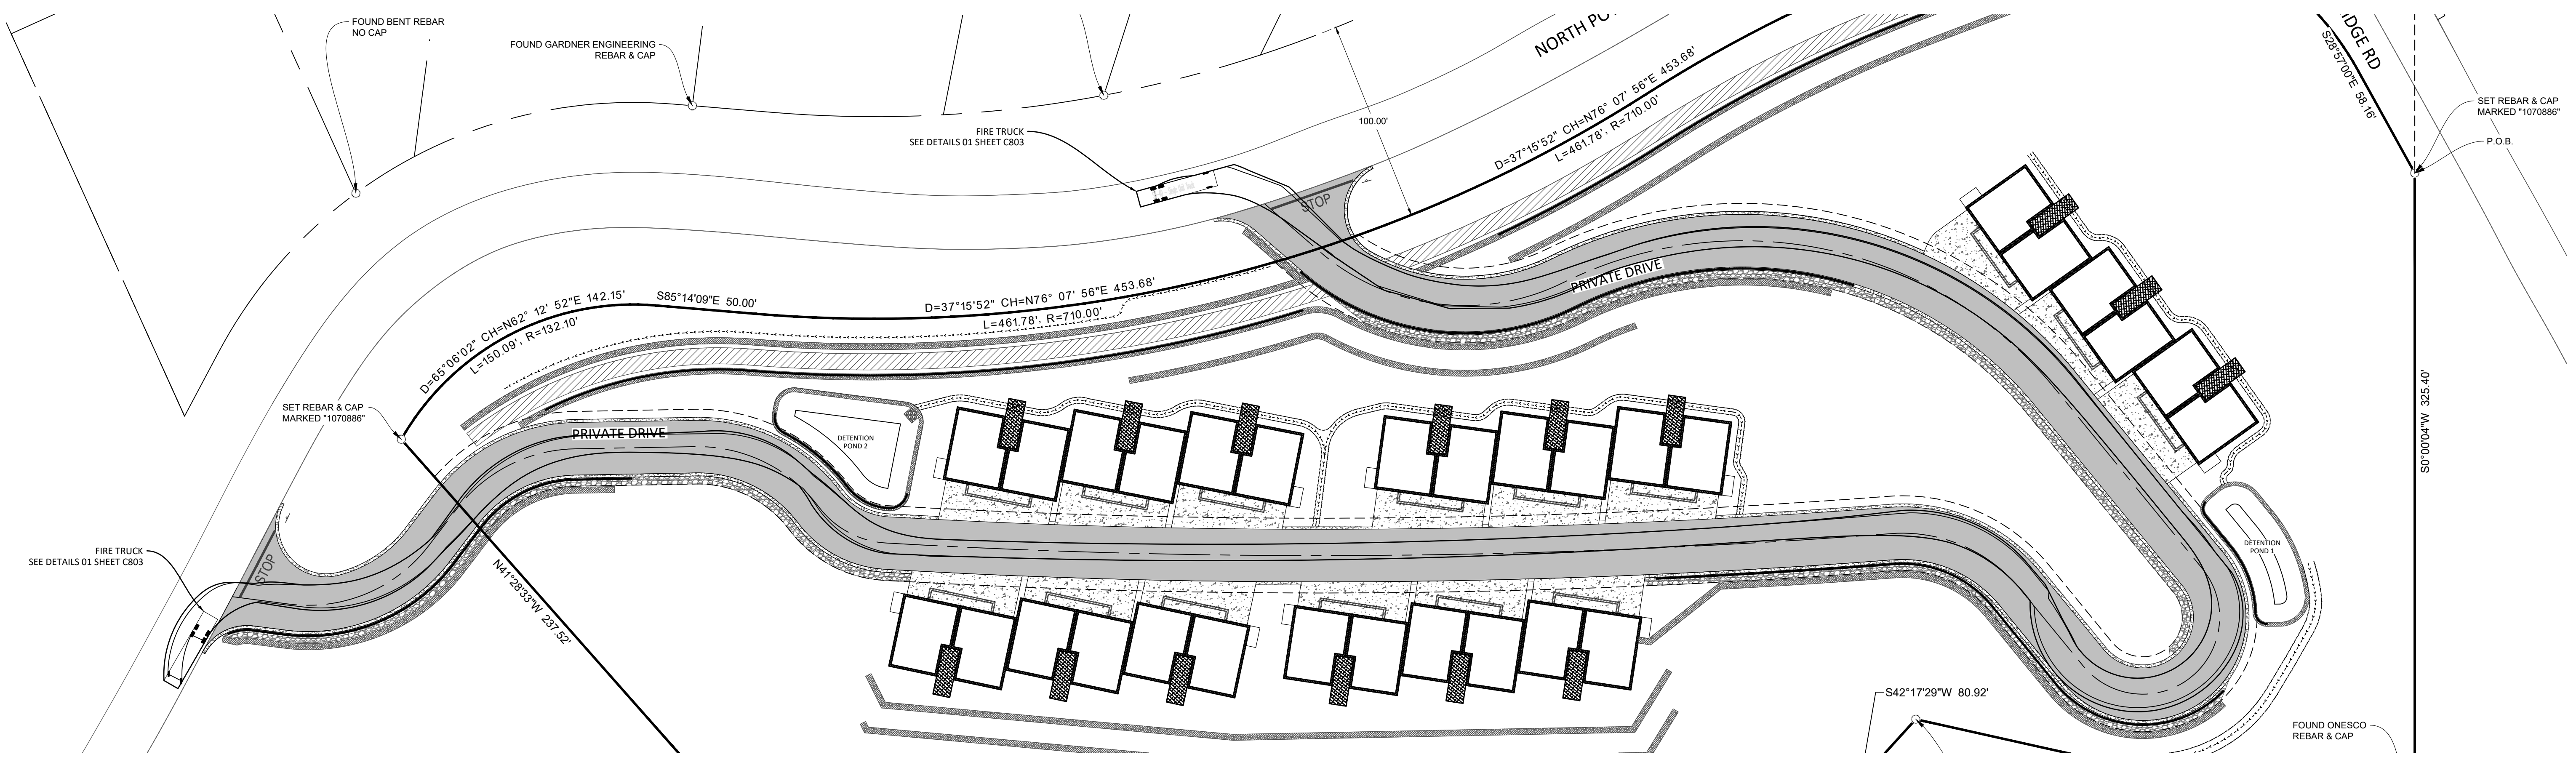 FOUND BENT REBAR
NO CAP
FOUND GARDNER ENGINEERING
REBAR & CAP
NORTH
FIRE TRUCK
SEE DETAILS 01 SHEET C803
100.00'
D=37°15'52" CH=N76° 07' 56"E 453.68'
L=461.78', R=710.00'
S28°57'00"E 58.16'
SET REBAR & CAP
MARKED "1070886"
P.O.B.
STOP
PRIVATE DRIVE
D=65°06'02" CH=N62° 12' 52"E 142.15'
L=150.09', R=132.10'
S85°14'09"E 50.00'
D=37°15'52" CH=N76° 07' 56"E 453.68'
L=461.78', R=710.00'
SET REBAR & CAP
MARKED "1070886"
PRIVATE DRIVE
DETENTION
POND 2
S0°00'04"W 325.40'
STOP
FIRE TRUCK
SEE DETAILS 01 SHEET C803
N41°28'33"W 237.52'
DETENTION
POND 1
S42°17'29"W 80.92'
FOUND ONESCO
REBAR & CAP